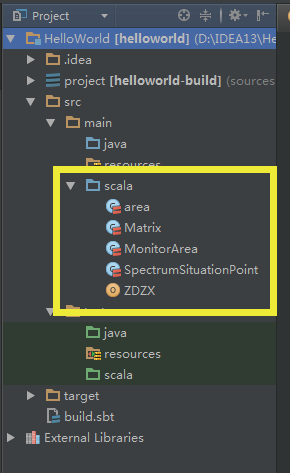 Project
HelloWorld [helloworld] (D:\IDEA13\He
.idea
project [helloworld-build] (sources
src
main
java
resources
scala
area
Matrix
MonitorArea
SpectrumSituationPoint
ZDZX
java
resources
scala
target
build.sbt
External Libraries